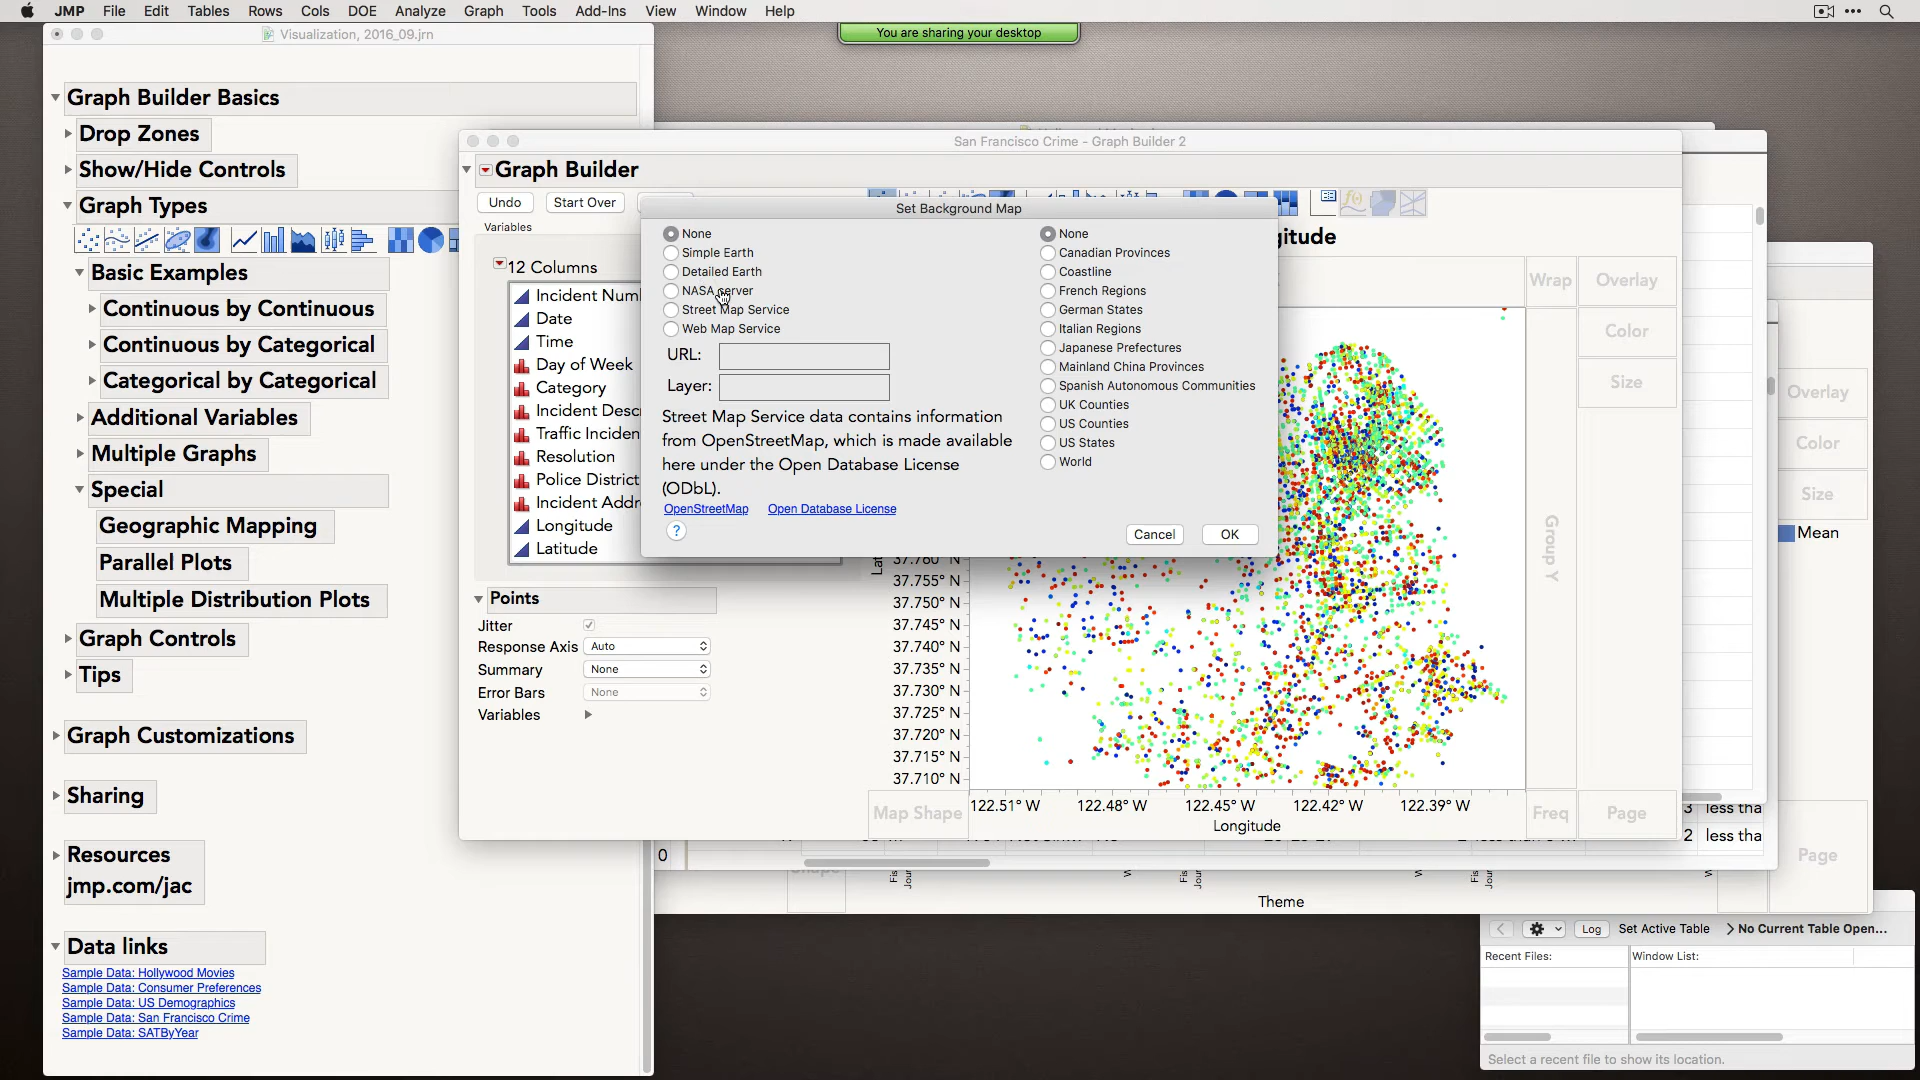 JMP File Edit Tables Rows Cols DOE Analyze Graph Tools Add-Ins View Window Help
You are sharing your desktop
Visualization, 2016_09.jrn
Graph Builder Basics
Drop Zones
Show/Hide Controls
Graph Types
Basic Examples
Continuous by Continuous
Continuous by Categorical
Categorical by Categorical
Additional Variables
Multiple Graphs
Special
Geographic Mapping
Parallel Plots
Multiple Distribution Plots
Graph Controls
Tips
Graph Customizations
Sharing
Resources
jmp.com/jac
Data links
Sample Data: Hollywood Movies
Sample Data: Consumer Preferences
Sample Data: US Demographics
Sample Data: San Francisco Crime
Sample Data: SATByYear
San Francisco Crime - Graph Builder 2
Graph Builder
Undo Start Over
Variables
12 Columns
Incident Num
Date
Time
Day of Week
Category
Incident Desc
Traffic Inciden
Resolution
Police District
Incident Addr
Longitude
Latitude
Points
Jitter
Response Axis Auto
Summary None
Error Bars None
Variables
Set Background Map
None
Simple Earth
Detailed Earth
NASA server
Street Map Service
Web Map Service
URL:
Layer:
Street Map Service data contains information
from OpenStreetMap, which is made available
here under the Open Database License
(ODbL).
OpenStreetMap Open Database License
?
None
Canadian Provinces
Coastline
French Regions
German States
Italian Regions
Japanese Prefectures
Mainland China Provinces
Spanish Autonomous Communities
UK Counties
US Counties
US States
World
Cancel OK
gitude
Wrap Overlay
Color
Size
Group Y
Lat
37.760° N
37.755° N
37.750° N
37.745° N
37.740° N
37.735° N
37.730° N
37.725° N
37.720° N
37.715° N
37.710° N
122.51° W 122.48° W 122.45° W 122.42° W 122.39° W
Longitude
Map Shape Freq Page
Overlay
Color
Size
Mean
3 less tha
2 less tha
0
Page
Theme
Log Set Active Table No Current Table Open...
Recent Files: Window List:
Select a recent file to show its location.